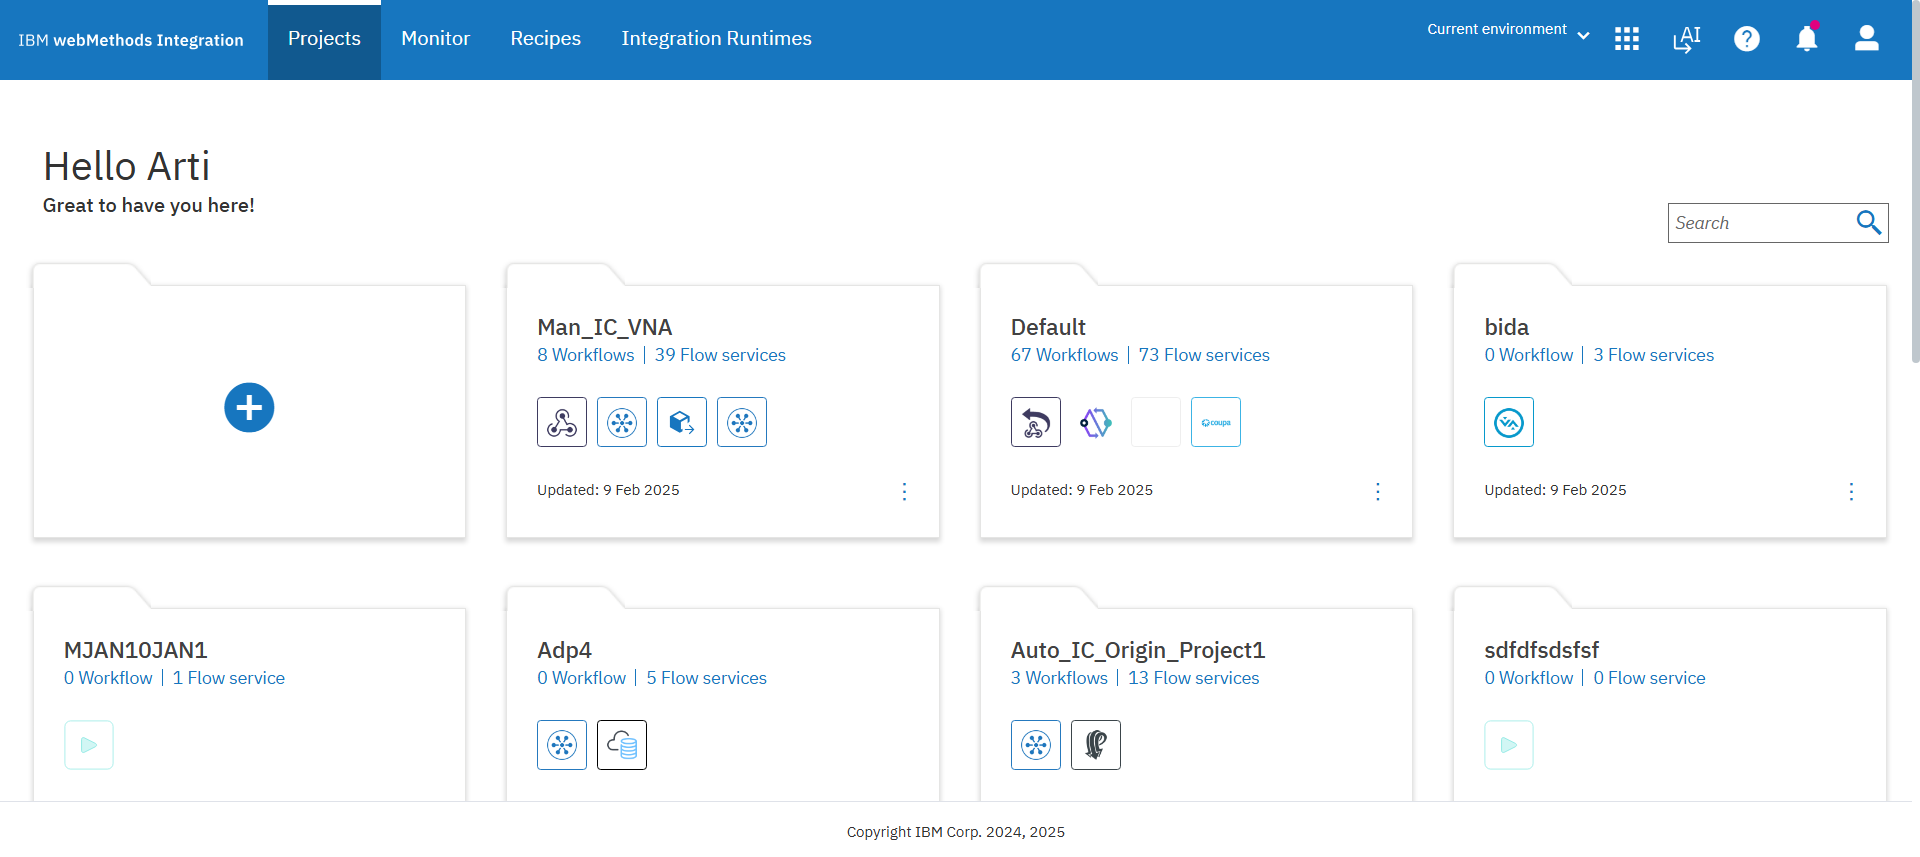 IBM webMethods Integration
Projects
Monitor
Recipes
Integration Runtimes
Current environment
AI
?
Hello Arti
Great to have you here!
Search
Man_IC_VNA
8 Workflows | 39 Flow services
Updated: 9 Feb 2025
Default
67 Workflows | 73 Flow services
coupa
Updated: 9 Feb 2025
bida
0 Workflow | 3 Flow services
Updated: 9 Feb 2025
MJAN10JAN1
0 Workflow | 1 Flow service
Adp4
0 Workflow | 5 Flow services
Auto_IC_Origin_Project1
3 Workflows | 13 Flow services
sdfdfsdsfsf
0 Workflow | 0 Flow service
Copyright IBM Corp. 2024, 2025